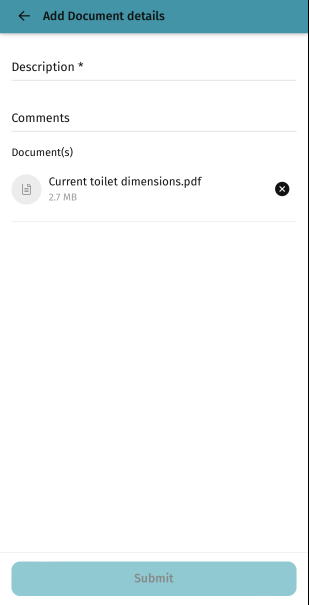 Add Document details
Description *
Comments
Document(s)
Current toilet dimensions.pdf
2.7 MB
Submit